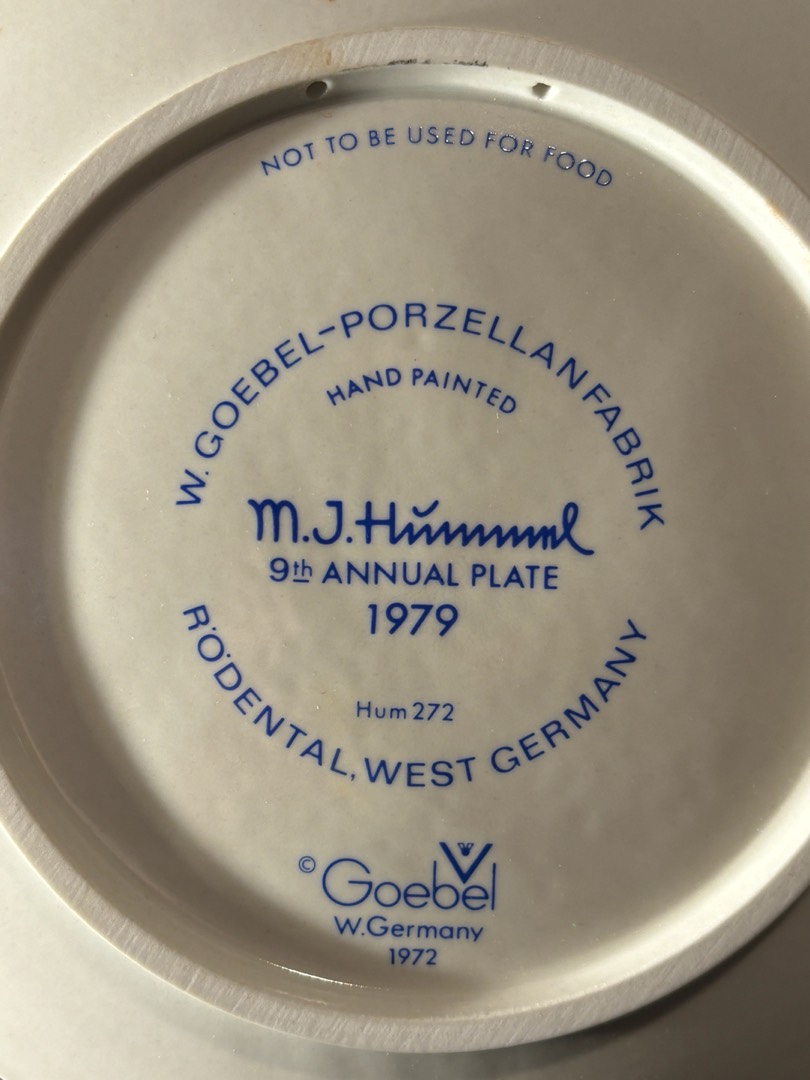 NOT TO BE USED FOR FOOD
W. GOEBEL-PORZELLANFABRIK
HAND PAINTED
M.J.Hŭmmel
9th ANNUAL PLATE
1979
Hum 272
RÖDENTAL, WEST GERMANY
© Goebel
W.Germany
1972